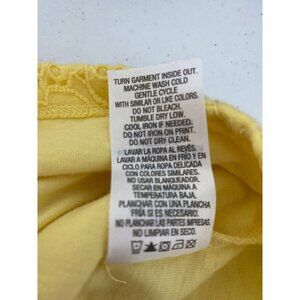 TURN GARMENT INSIDE OUT.
MACHINE WASH COLD
GENTLE CYCLE
WITH SIMILAR OR LIKE COLORS.
DO NOT BLEACH.
TUMBLE DRY LOW.
COOL IRON IF NEEDED.
DO NOT IRON ON PRINT.
DO NOT DRY CLEAN.
LAVAR LA ROPA AL REVÉS.
LAVAR A MÁQUINA EN FRÍO Y EN
CICLO PARA ROPA DELICADA
CON COLORES SIMILARES.
NO USAR BLANQUEADOR.
SECAR EN MÁQUINA A
TEMPERATURA BAJA.
PLANCHAR CON UNA PLANCHA
FRÍA SI ES NECESARIO.
NO PLANCHAR LAS PARTES IMPRESAS
NO LIMPIAR EN SECO.